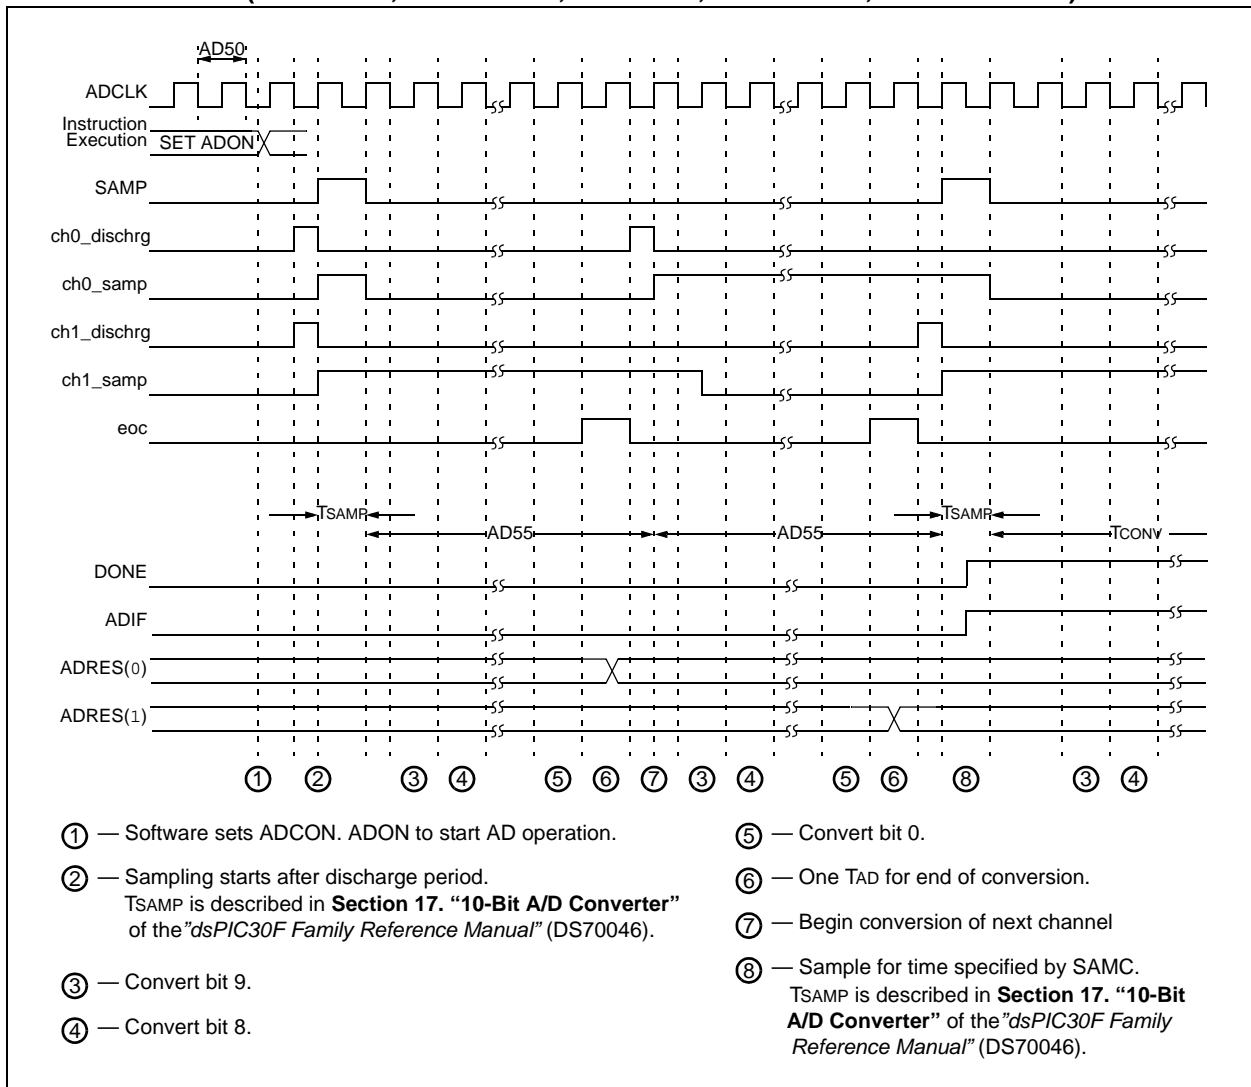 AD50
ADCLK
Instruction
Execution
SET ADON
SAMP
ch0_dischrg
ch0_samp
ch1_dischrg
ch1_samp
eoc
TSAMP
TSAMP
AD55
AD55
TCONV
DONE
ADIF
ADRES(0)
ADRES(1)
1 2 3 4 5 6 7 3 4 5 6 8 3 4
1 — Software sets ADCON. ADON to start AD operation.
2 — Sampling starts after discharge period.
TSAMP is described in Section 17. “10-Bit A/D Converter”
of the”dsPIC30F Family Reference Manual” (DS70046).
3 — Convert bit 9.
4 — Convert bit 8.
5 — Convert bit 0.
6 — One TAD for end of conversion.
7 — Begin conversion of next channel
8 — Sample for time specified by SAMC.
TSAMP is described in Section 17. “10-Bit
A/D Converter” of the”dsPIC30F Family
Reference Manual” (DS70046).